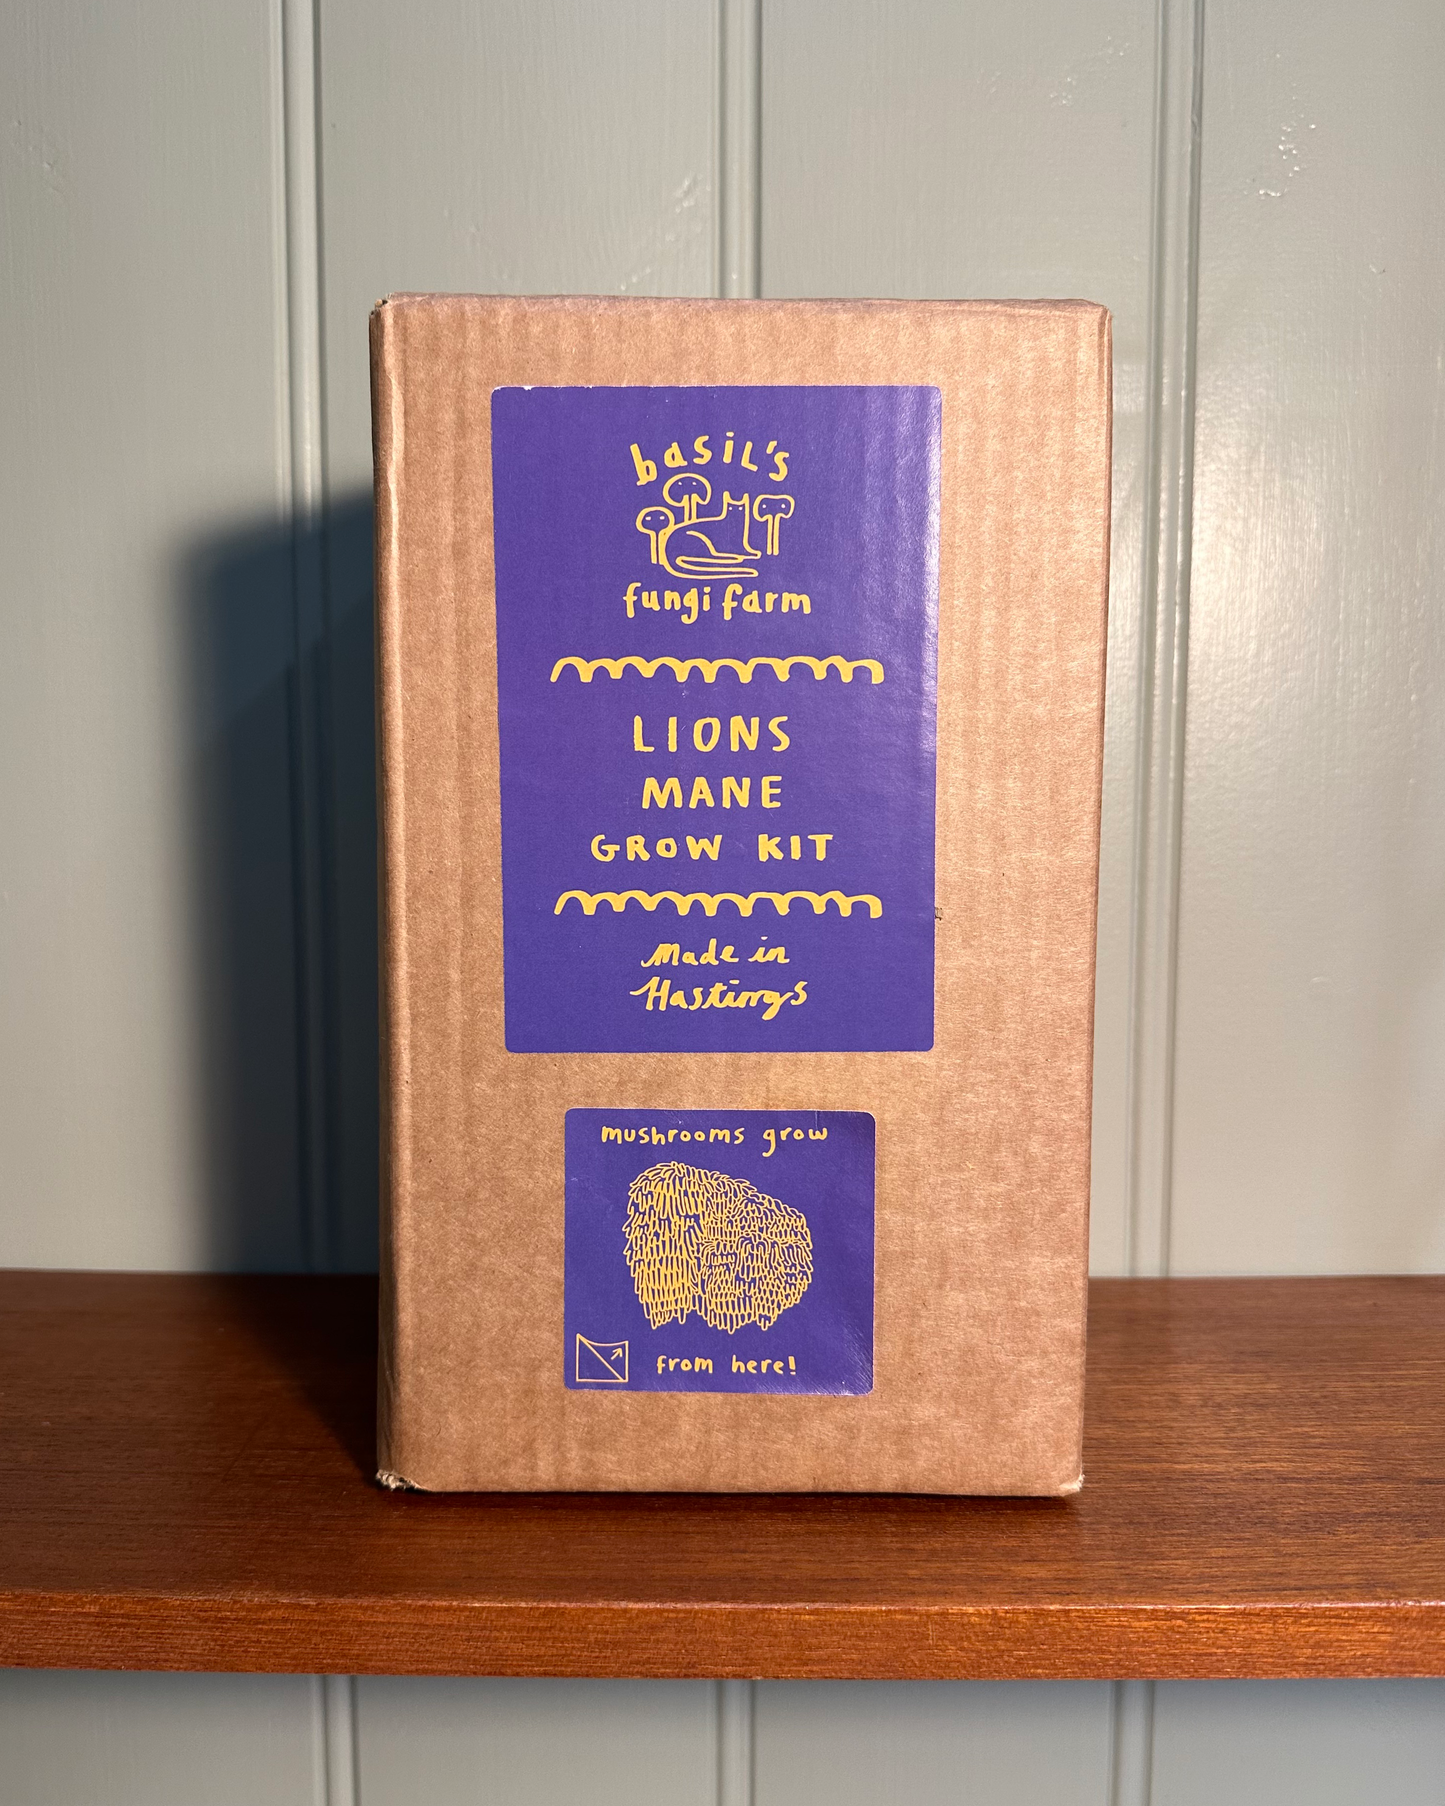 basil's
fungi farm
LIONS
MANE
GROW KIT
Made in
Hastings
mushrooms grow
from here!